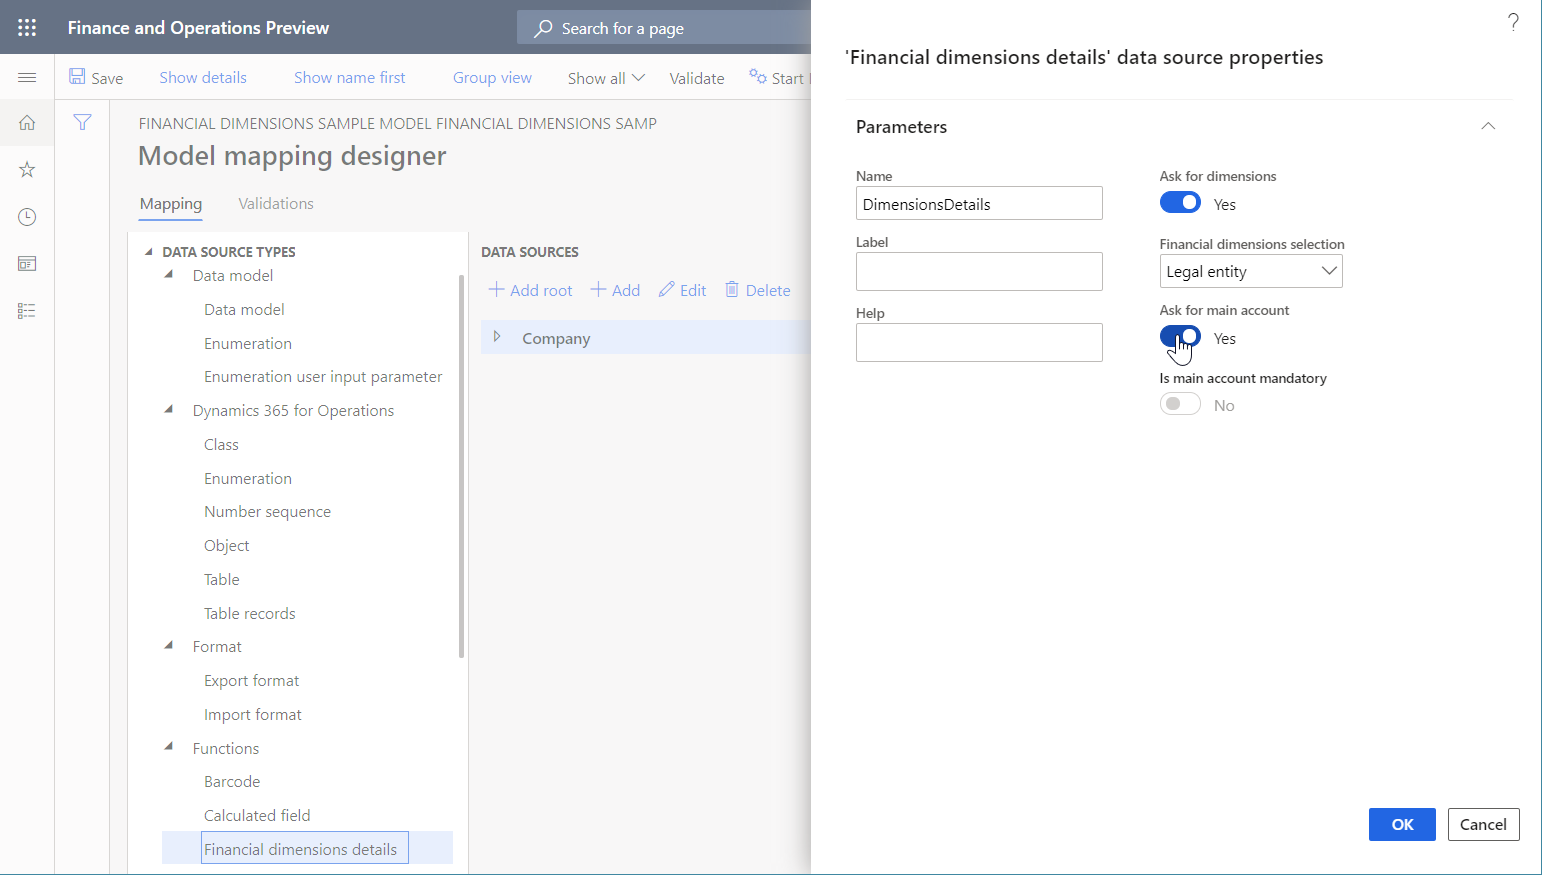 Finance and Operations Preview
Search for a page
Save
Show details
Show name first
Group view
Show all
Validate
Start
FINANCIAL DIMENSIONS SAMPLE MODEL FINANCIAL DIMENSIONS SAMP
Model mapping designer
Mapping
Validations
DATA SOURCE TYPES
Data model
Data model
Enumeration
Enumeration user input parameter
Dynamics 365 for Operations
Class
Enumeration
Number sequence
Object
Table
Table records
Format
Export format
Import format
Functions
Barcode
Calculated field
Financial dimensions details
DATA SOURCES
Add root
Add
Edit
Delete
Company
?
'Financial dimensions details' data source properties
Parameters
Name
DimensionsDetails
Label
Help
Ask for dimensions
Yes
Financial dimensions selection
Legal entity
Ask for main account
Yes
Is main account mandatory
No
OK
Cancel